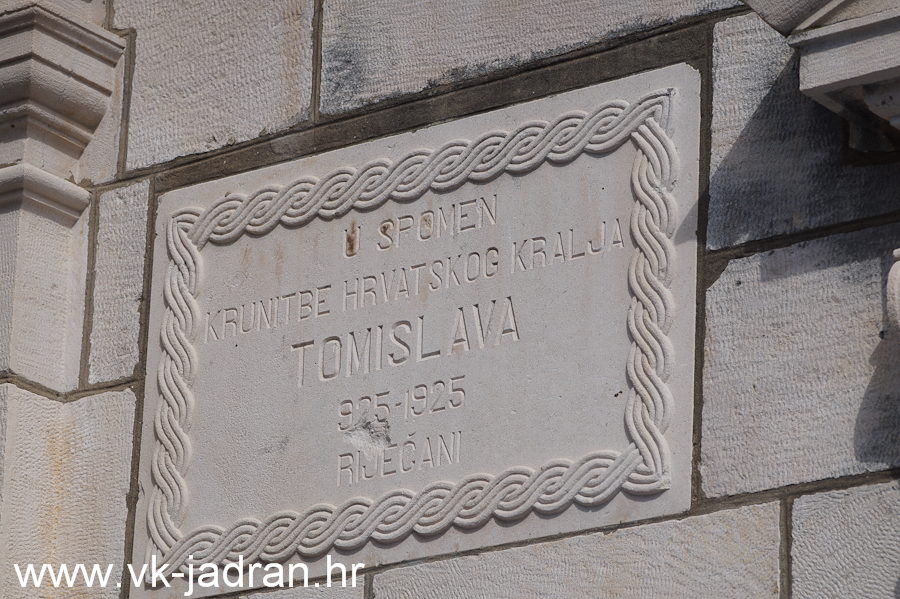 U SPOMEN
KRUNITBE HRVATSKOG KRALJA
TOMISLAVA
925-1925
RIJEČANI
www.vk-jadran.hr